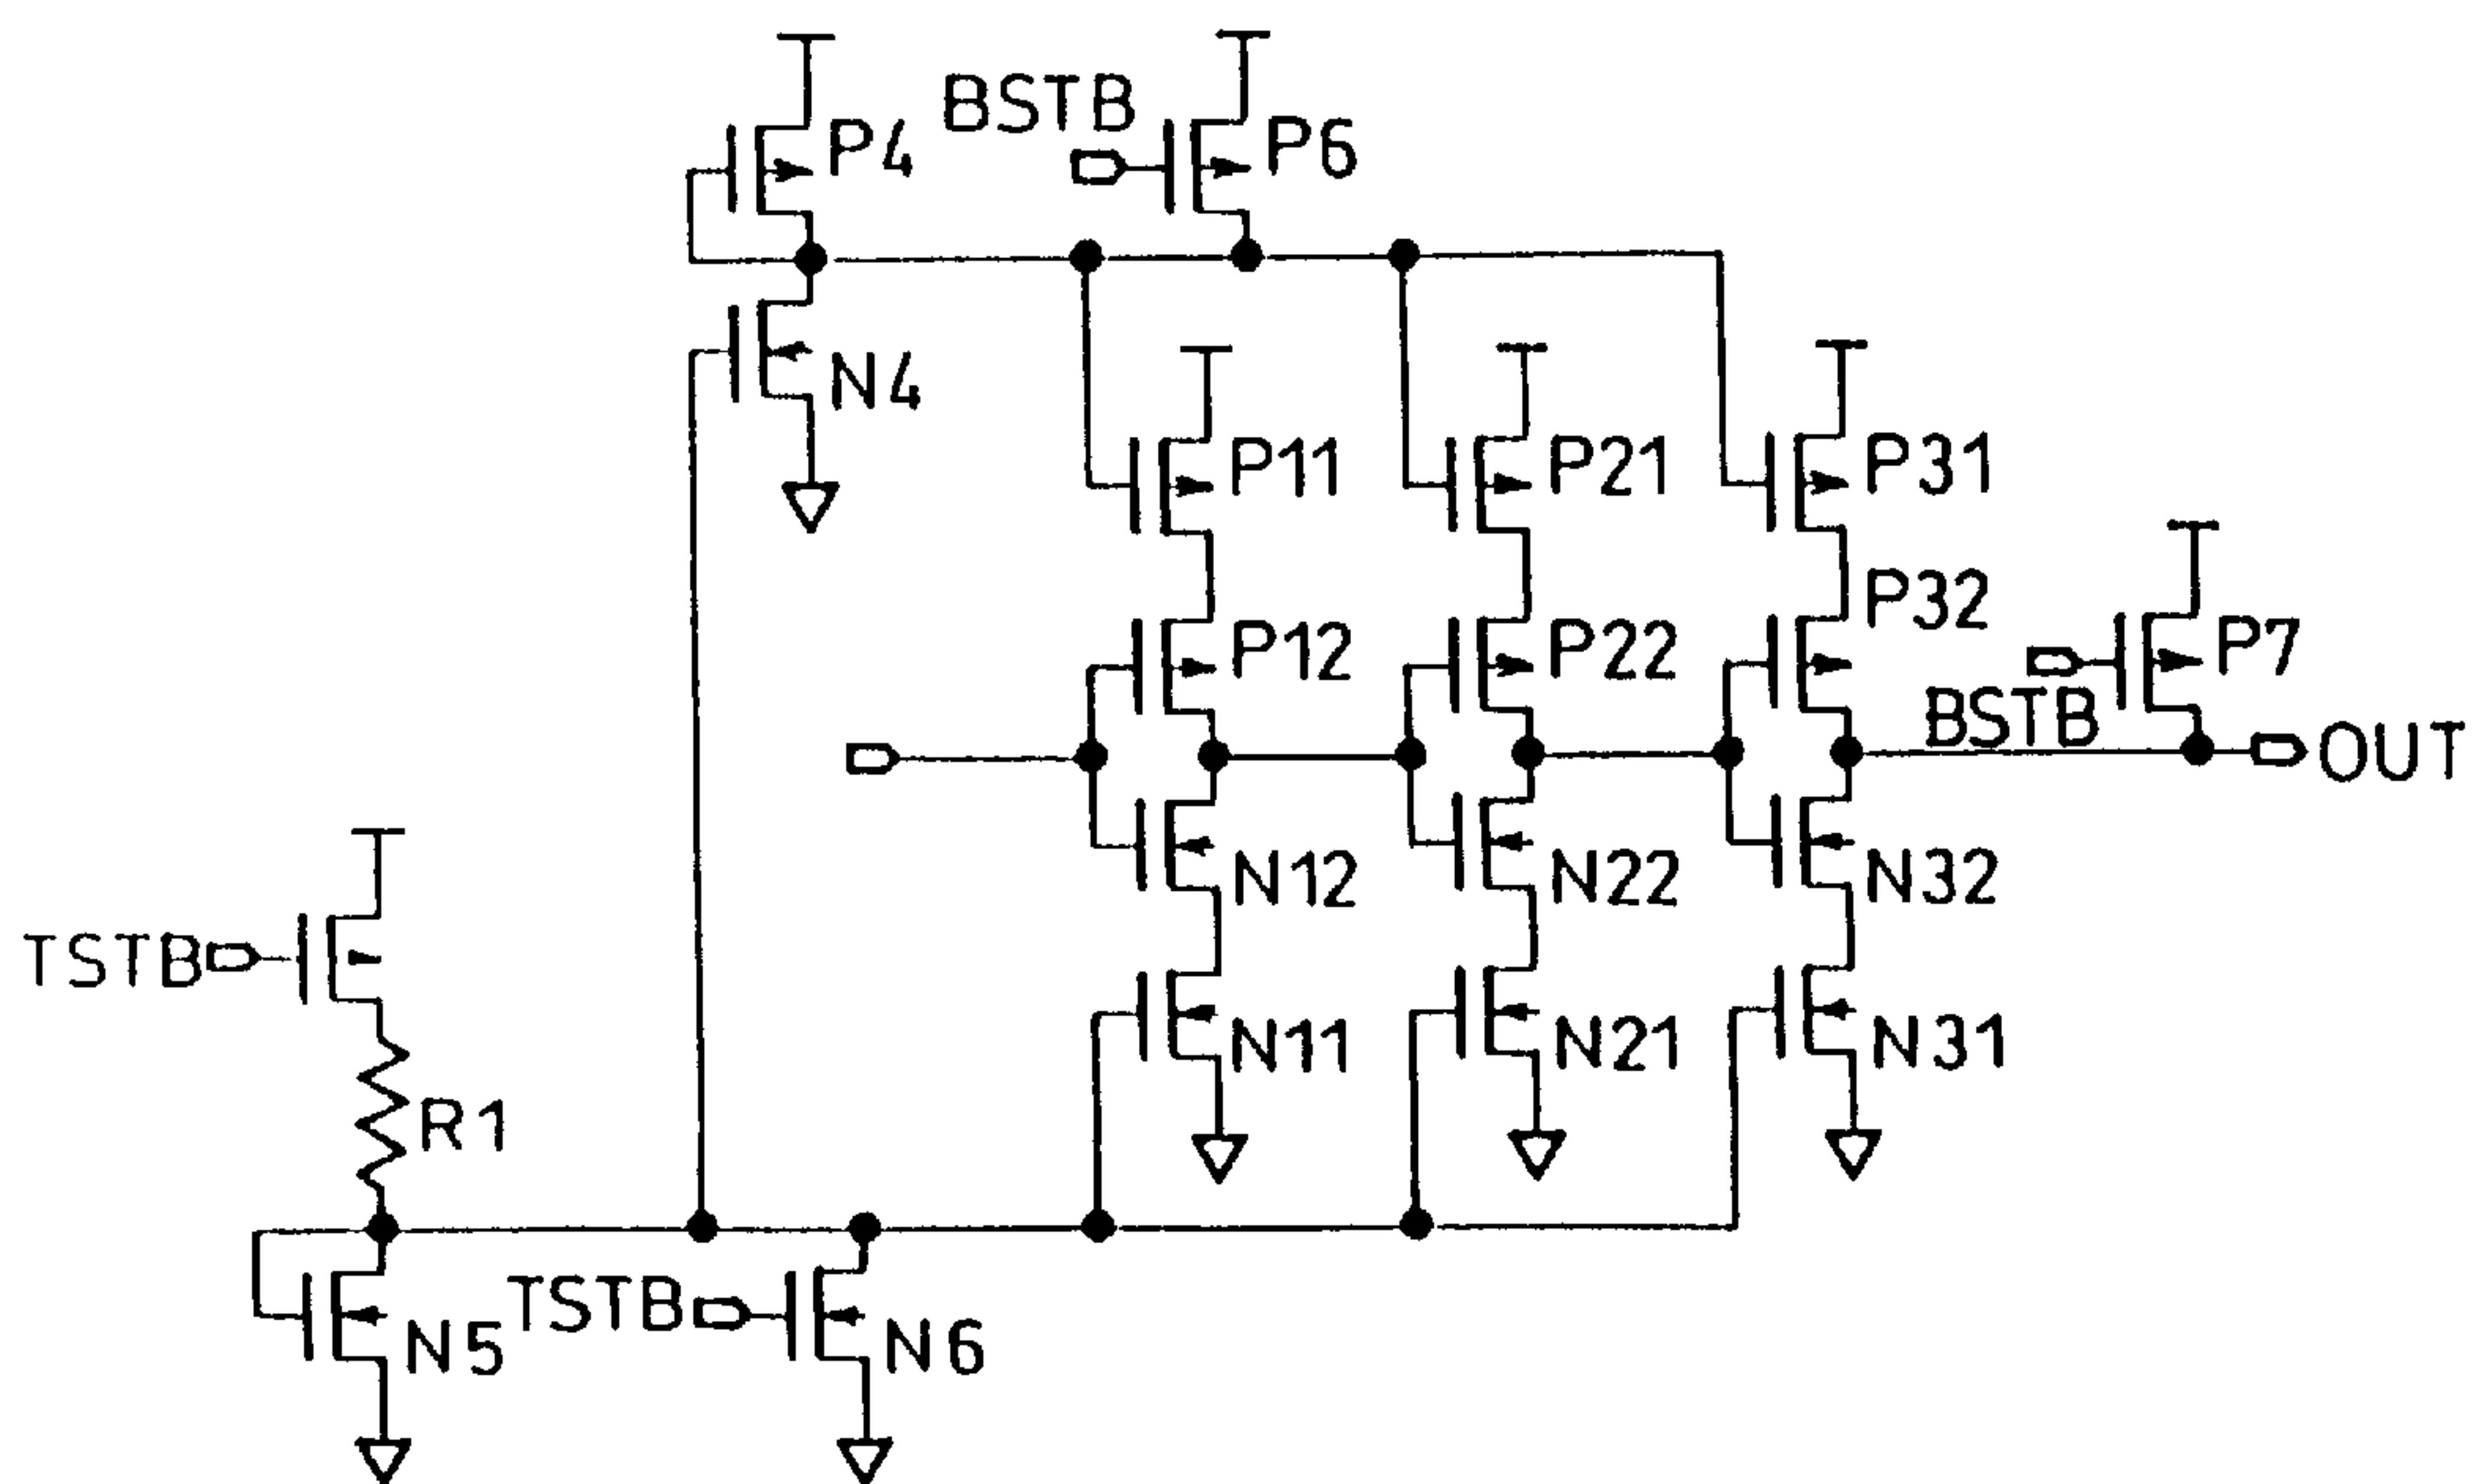 BSTB
P4
P6
N4
P11
P21
P31
P32
P12
P22
P7
BSTB
OUT
N12
N22
N32
TSTB
N11
N21
N31
R1
TSTB
N5
N6